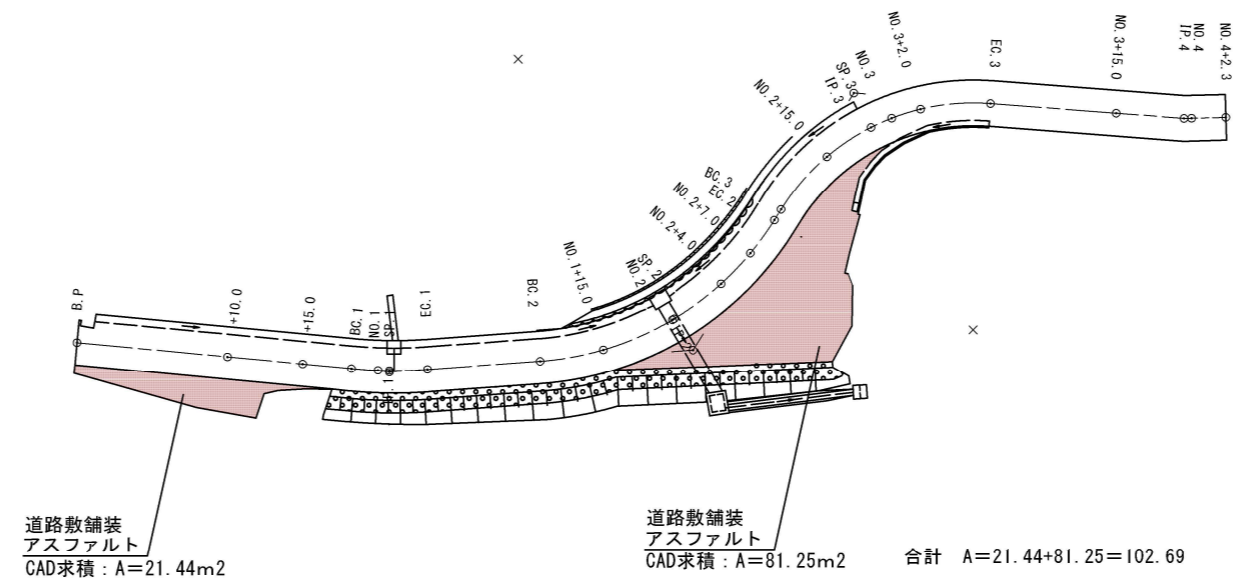 B.P
+10.0
+15.0
BC.1
NO.1
SP.1
EC.1
BC.2
NO.1+15.0
NO.2
SP.2
NO.2+4.0
NO.2+7.0
EC.2
BC.3
NO.2+15.0
IP.3
SP.3
NO.3
NO.3+2.0
EC.3
NO.3+15.0
IP.4
NO.4
NO.4+2.3
道路敷舗装
アスファルト
CAD求積：A=21.44m2
道路敷舗装
アスファルト
CAD求積：A=81.25m2
合計 A=21.44+81.25=102.69